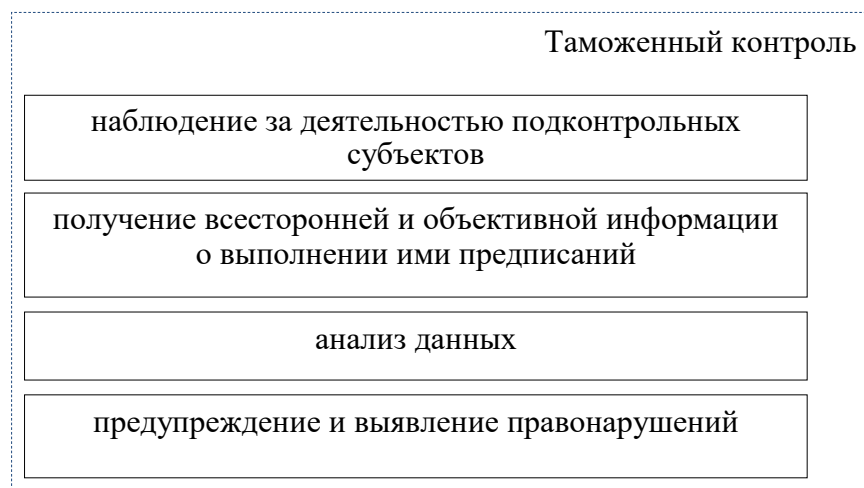 Таможенный контроль
наблюдение за деятельностью подконтрольных
субъектов
получение всесторонней и объективной информации
о выполнении ими предписаний
анализ данных
предупреждение и выявление правонарушений